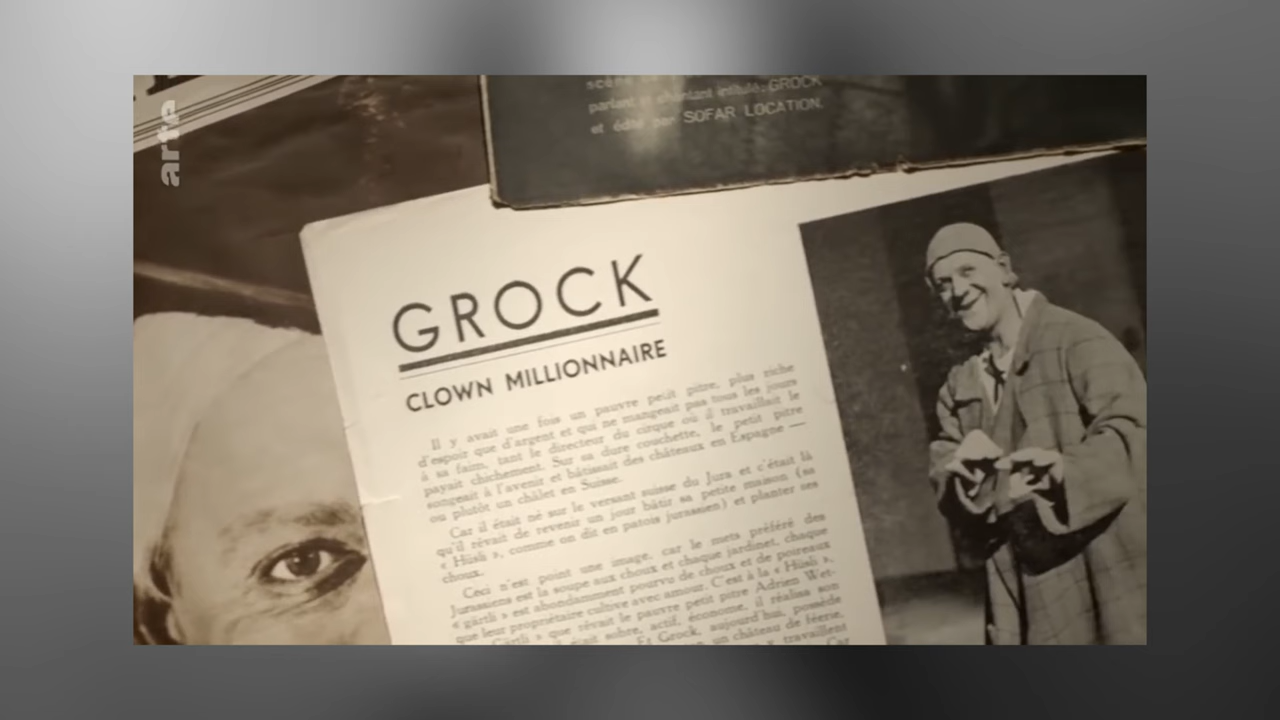 arte
parlant et chantant intitulé: GROCK
et édité par SOFAR LOCATION.
GROCK
CLOWN MILLIONNAIRE
Il y avait une fois un pauvre petit pitre, plus riche
d'espoir que d'argent et qui ne mangeait pas tous les jours
à sa faim, tant le directeur du cirque où il travaillait le
payait chichement. Sur sa dure couchette, le petit pitre
songeait à l'avenir et bâtissait des châteaux en Espagne —
ou plutôt un châlet en Suisse.
Car il était né sur le versant suisse du Jura et c'était là
qu'il rêvait de revenir un jour bâtir sa petite maison (sa
« Hüsli », comme on dit en patois jurassien) et planter ses
choux.
Ceci n'est point une image, car le mets préféré des
Jurassiens est la soupe aux choux et chaque jardinet, chaque
« gärtli » est abondamment pourvu de choux et de poireaux
que leur propriétaire cultive avec amour. C'est à la « Hüsli »,
Gärtli » que rêvait le pauvre petit pitre Adrien Wet-
était sobre, actif, économe, il réalisa son
Et Grock, aujourd'hui, possède
un château de féerie,
travaillent
Car